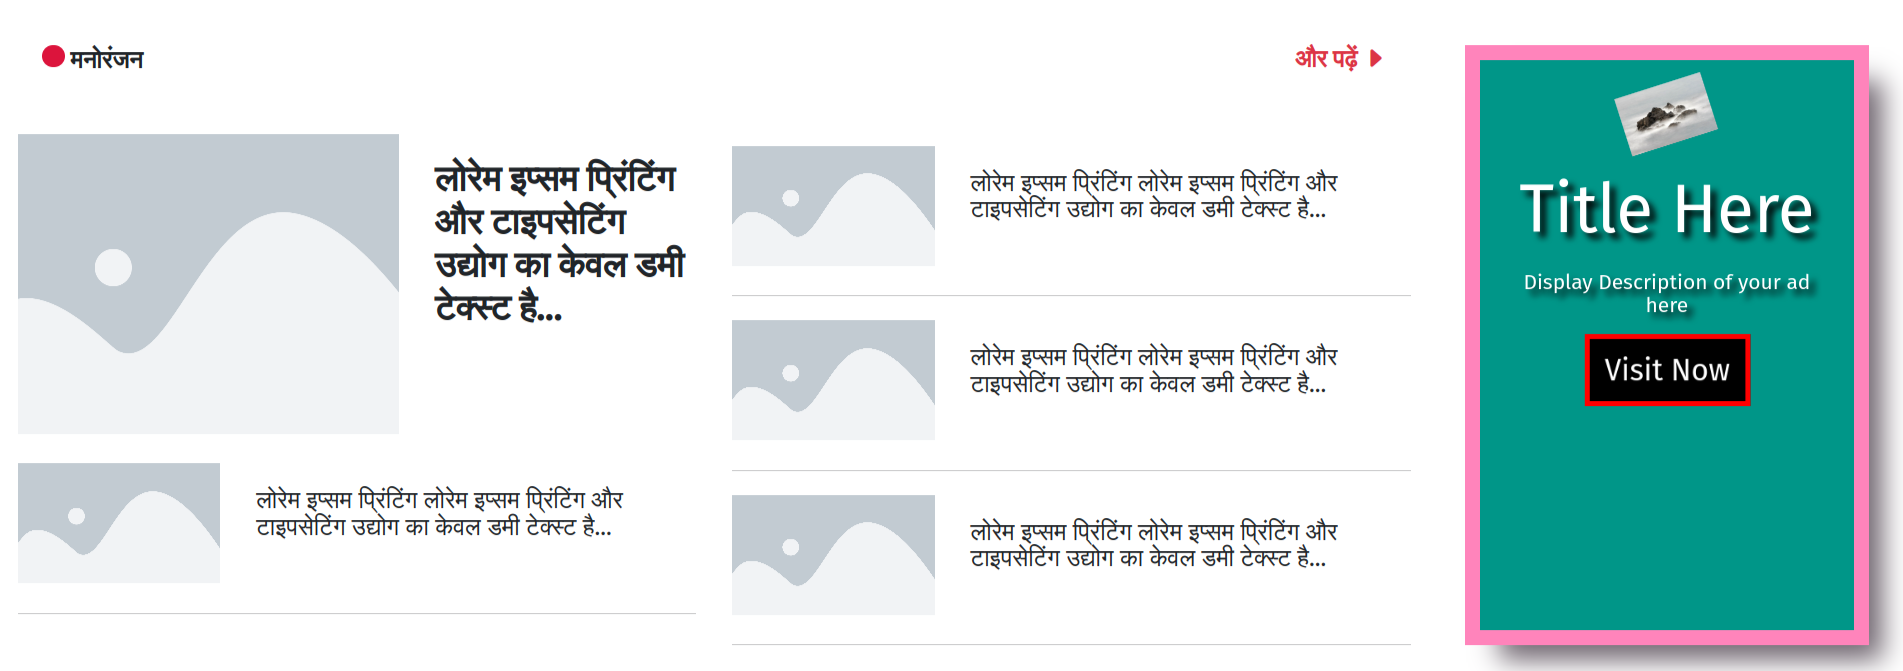 मनोरंजन
और पढ़ें
लोरेम इप्सम प्रिंटिंग
और टाइपसेटिंग
उद्योग का केवल डमी
टेक्स्ट है...
लोरेम इप्सम प्रिंटिंग लोरेम इप्सम प्रिंटिंग और
टाइपसेटिंग उद्योग का केवल डमी टेक्स्ट है...
लोरेम इप्सम प्रिंटिंग लोरेम इप्सम प्रिंटिंग और
टाइपसेटिंग उद्योग का केवल डमी टेक्स्ट है...
लोरेम इप्सम प्रिंटिंग लोरेम इप्सम प्रिंटिंग और
टाइपसेटिंग उद्योग का केवल डमी टेक्स्ट है...
लोरेम इप्सम प्रिंटिंग लोरेम इप्सम प्रिंटिंग और
टाइपसेटिंग उद्योग का केवल डमी टेक्स्ट है...
Title Here
Display Description of your ad
here
Visit Now